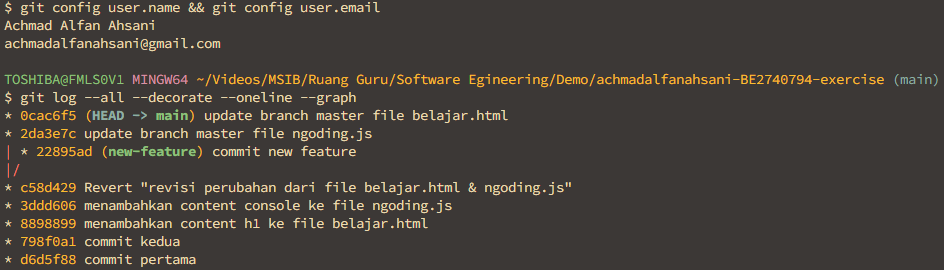 $ git config user.name && git config user.email
Achmad Alfan Ahsani
achmadalfanahsani@gmail.com
TOSHIBA@FMLS0V1 MINGW64 ~/Videos/MSIB/Ruang Guru/Software Egineering/Demo/achmadalfanahsani-BE2740794-exercise (main)
$ git log --all --decorate --oneline --graph
* 0cac6f5 (HEAD -> main) update branch master file belajar.html
* 2da3e7c update branch master file ngoding.js
| * 22895ad (new-feature) commit new feature
|/
* c58d429 Revert "revisi perubahan dari file belajar.html & ngoding.js"
* 3ddd606 menambahkan content console ke file ngoding.js
* 8898899 menambahkan content h1 ke file belajar.html
* 798f0a1 commit kedua
* d6d5f88 commit pertama